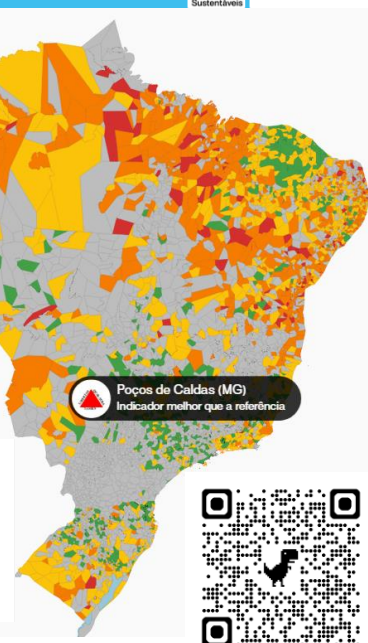 Sustentáveis
Poços de Caldas (MG)
Indicador melhor que a referência